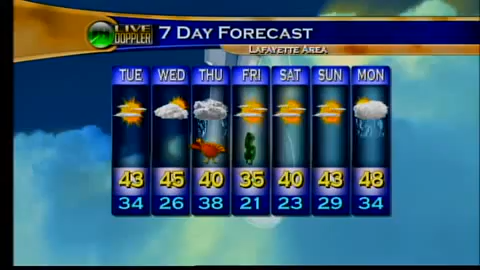 LIVE DOPPLER
7 DAY FORECAST
LAFAYETTE AREA
TUE WED THU FRI SAT SUN MON
43 45 40 35 40 43 48
34 26 38 21 23 29 34